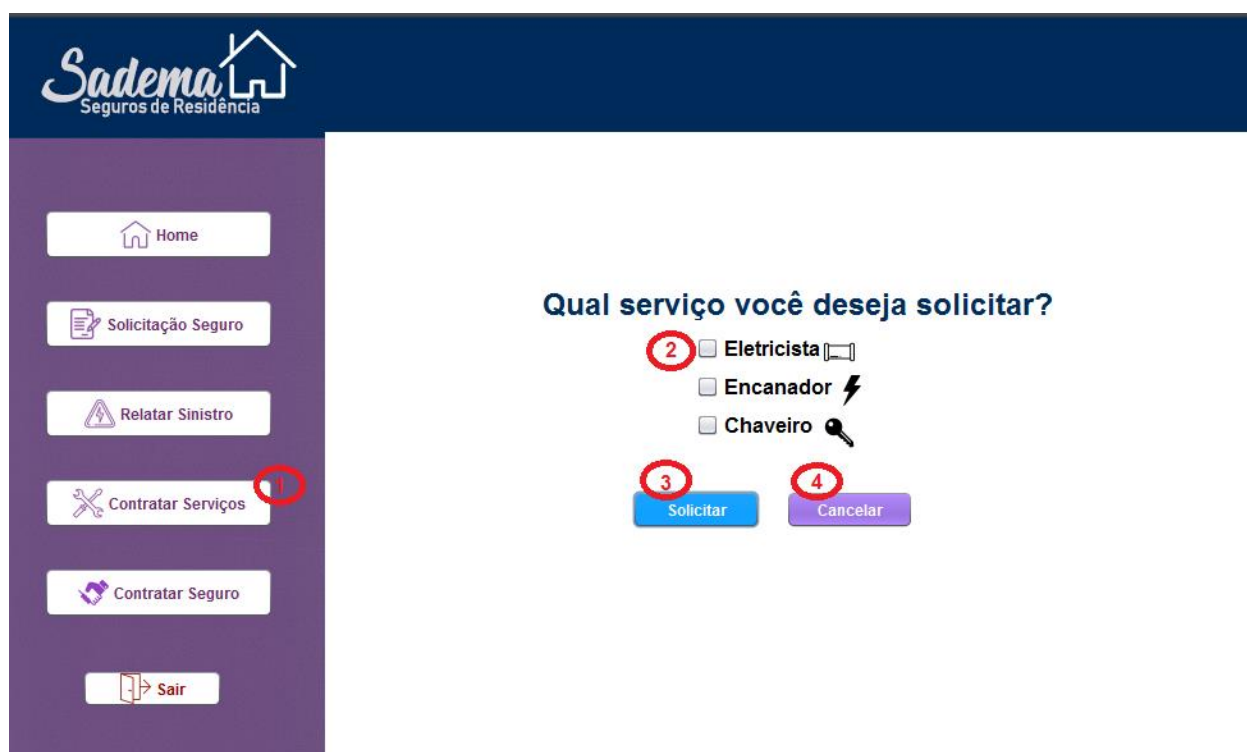 Sadema
Seguros de Residência
Home
Solicitação Seguro
Relatar Sinistro
1
Contratar Serviços
Contratar Seguro
Sair
Qual serviço você deseja solicitar?
2 Eletricista
Encanador
Chaveiro
3 4
Solicitar Cancelar